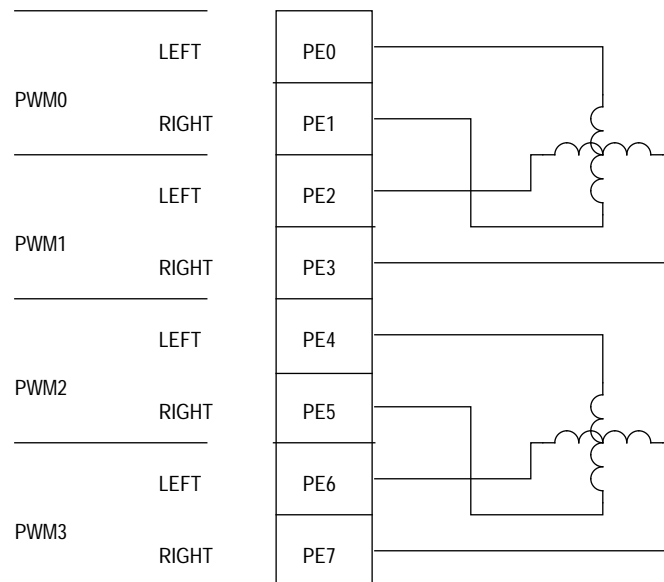 LEFT PE0
PWM0
RIGHT PE1
LEFT PE2
PWM1
RIGHT PE3
LEFT PE4
PWM2
RIGHT PE5
LEFT PE6
PWM3
RIGHT PE7